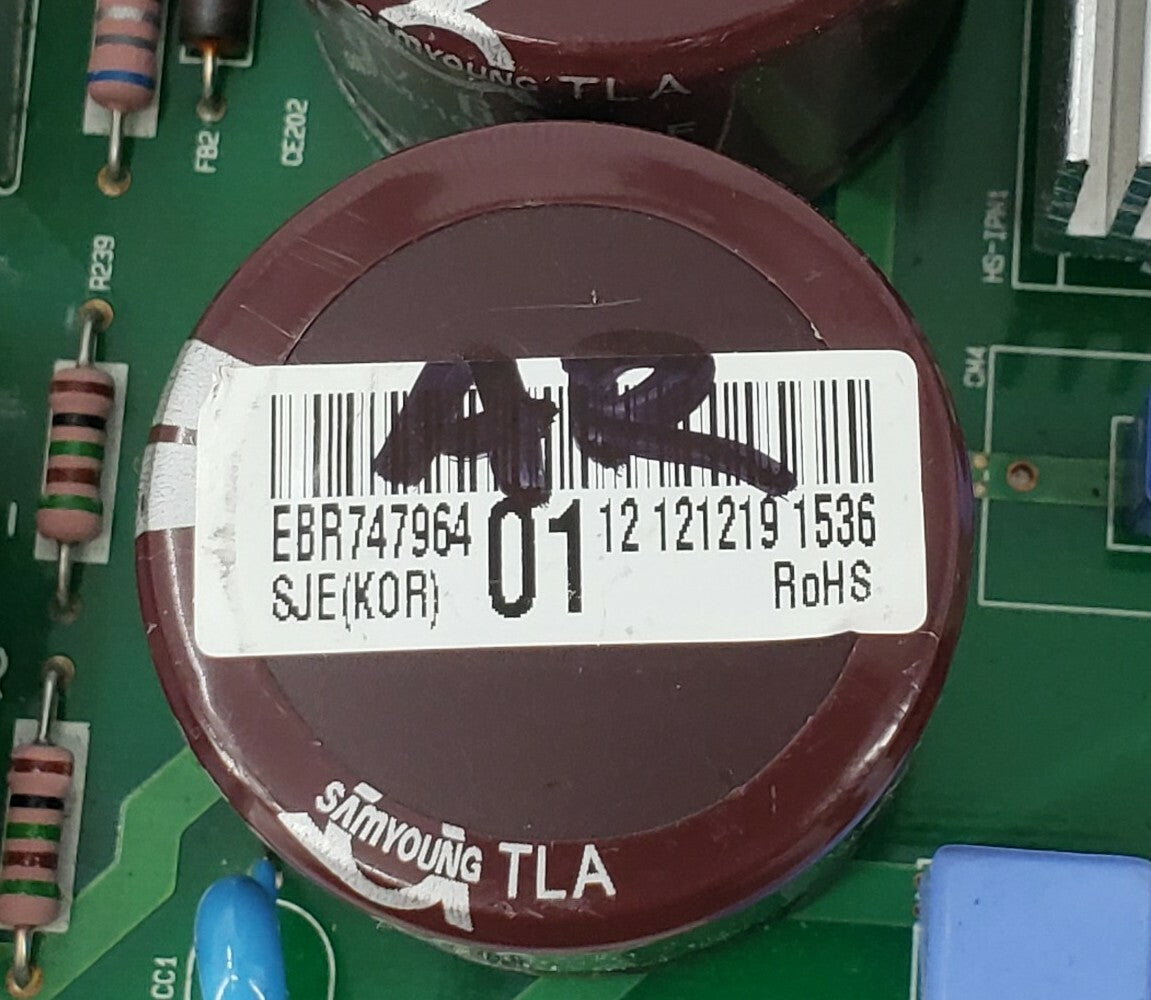 SAMYOUNG TLA
FB2
CE202
R239
HS-IPM1
CM4
AR
EBR747964 01 12 121219 1536
SJE(KOR) RoHS
SAMYOUNG TLA
CC1